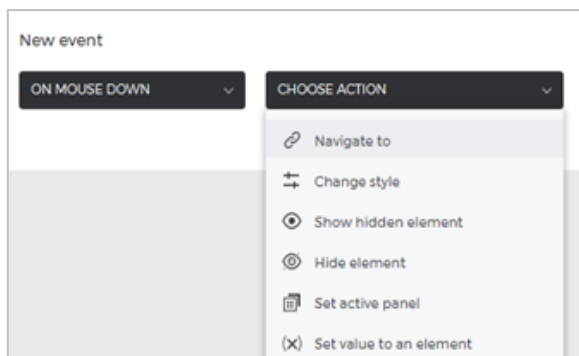 New event
ON MOUSE DOWN
CHOOSE ACTION
Navigate to
Change style
Show hidden element
Hide element
Set active panel
(x) Set value to an element